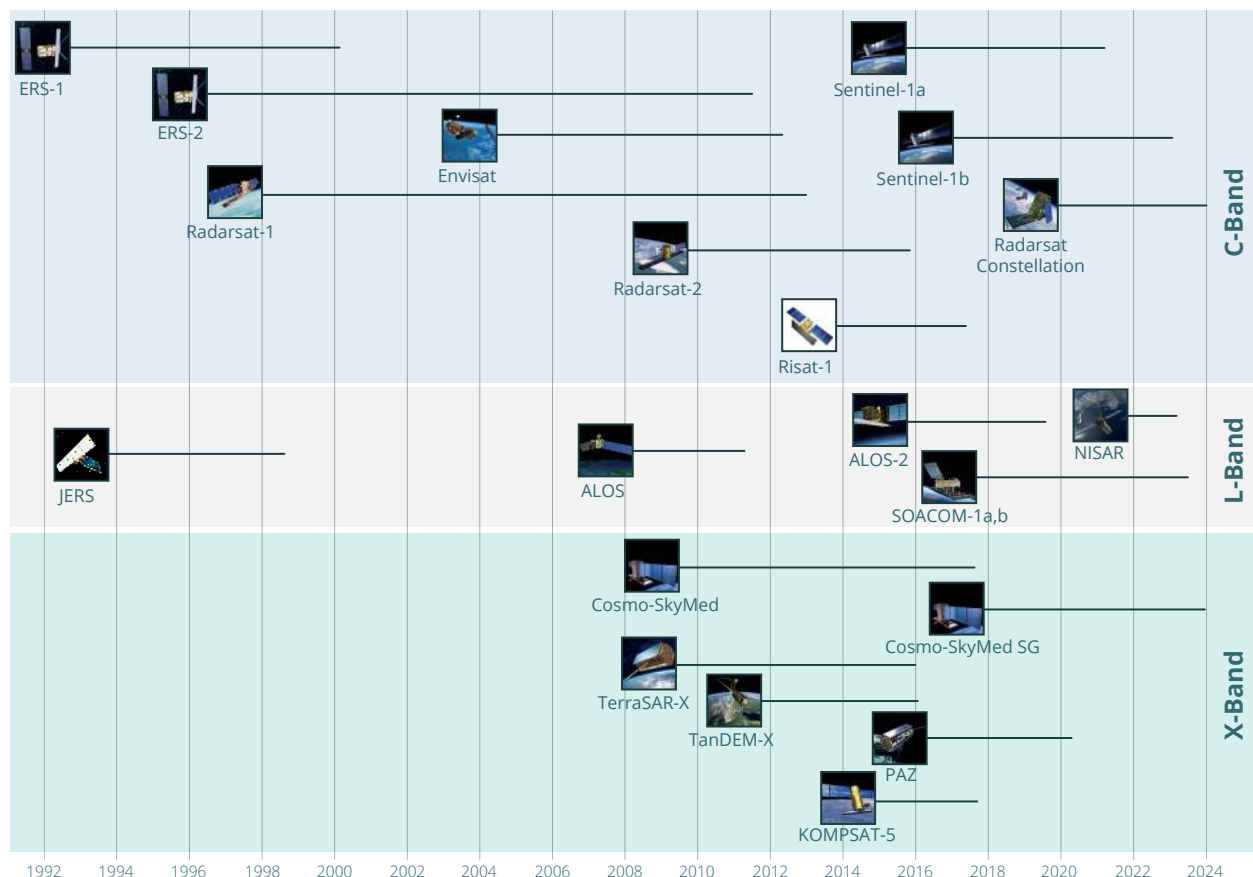 ERS-1
ERS-2
Envisat
Radarsat-1
Radarsat-2
Risat-1
Sentinel-1a
Sentinel-1b
Radarsat
Constellation
C-Band
JERS
ALOS
ALOS-2
NISAR
SOACOM-1a,b
L-Band
Cosmo-SkyMed
Cosmo-SkyMed SG
TerraSAR-X
TanDEM-X
PAZ
KOMPSAT-5
X-Band
1992 1994 1996 1998 2000 2002 2004 2006 2008 2010 2012 2014 2016 2018 2020 2022 2024